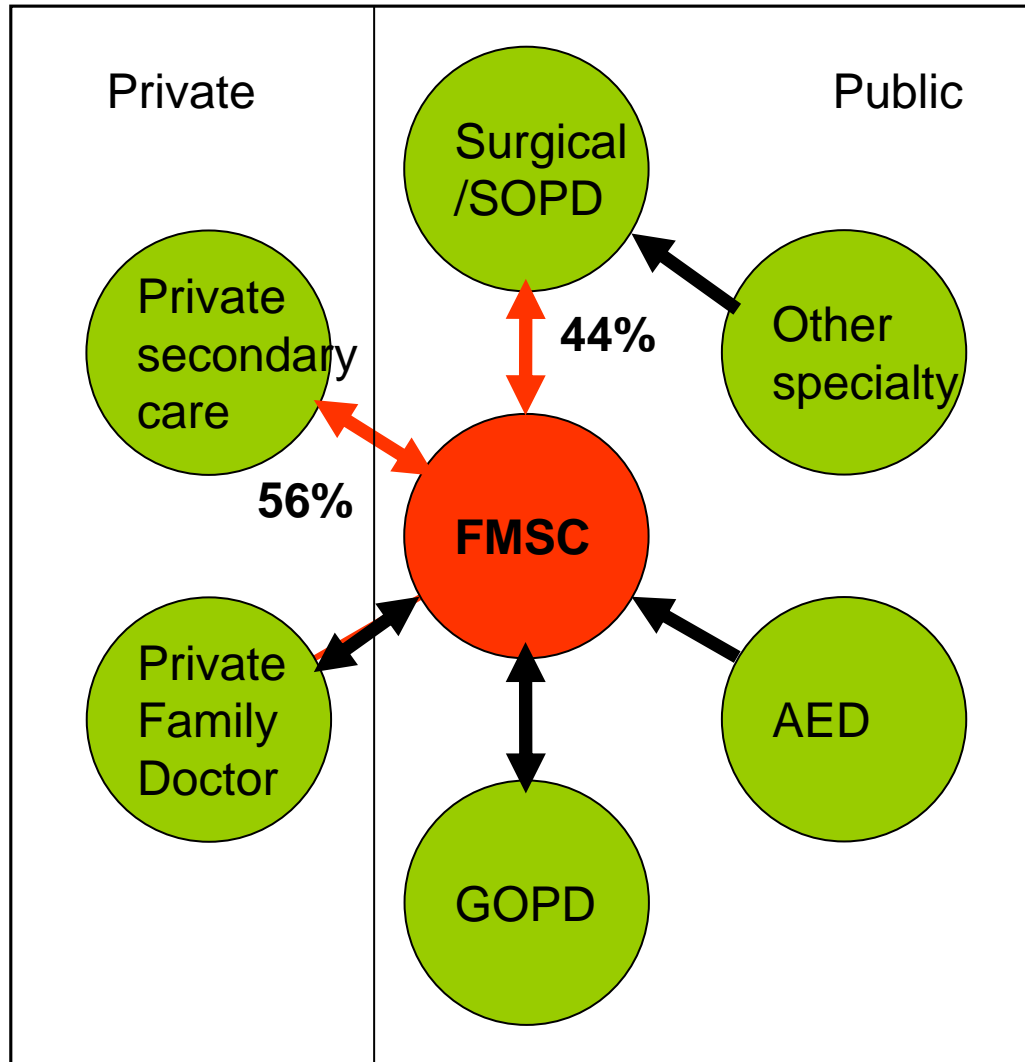 Private
Public
Surgical
/SOPD
Private
secondary
care
44%
Other
specialty
56%
FMSC
Private
Family
Doctor
AED
GOPD